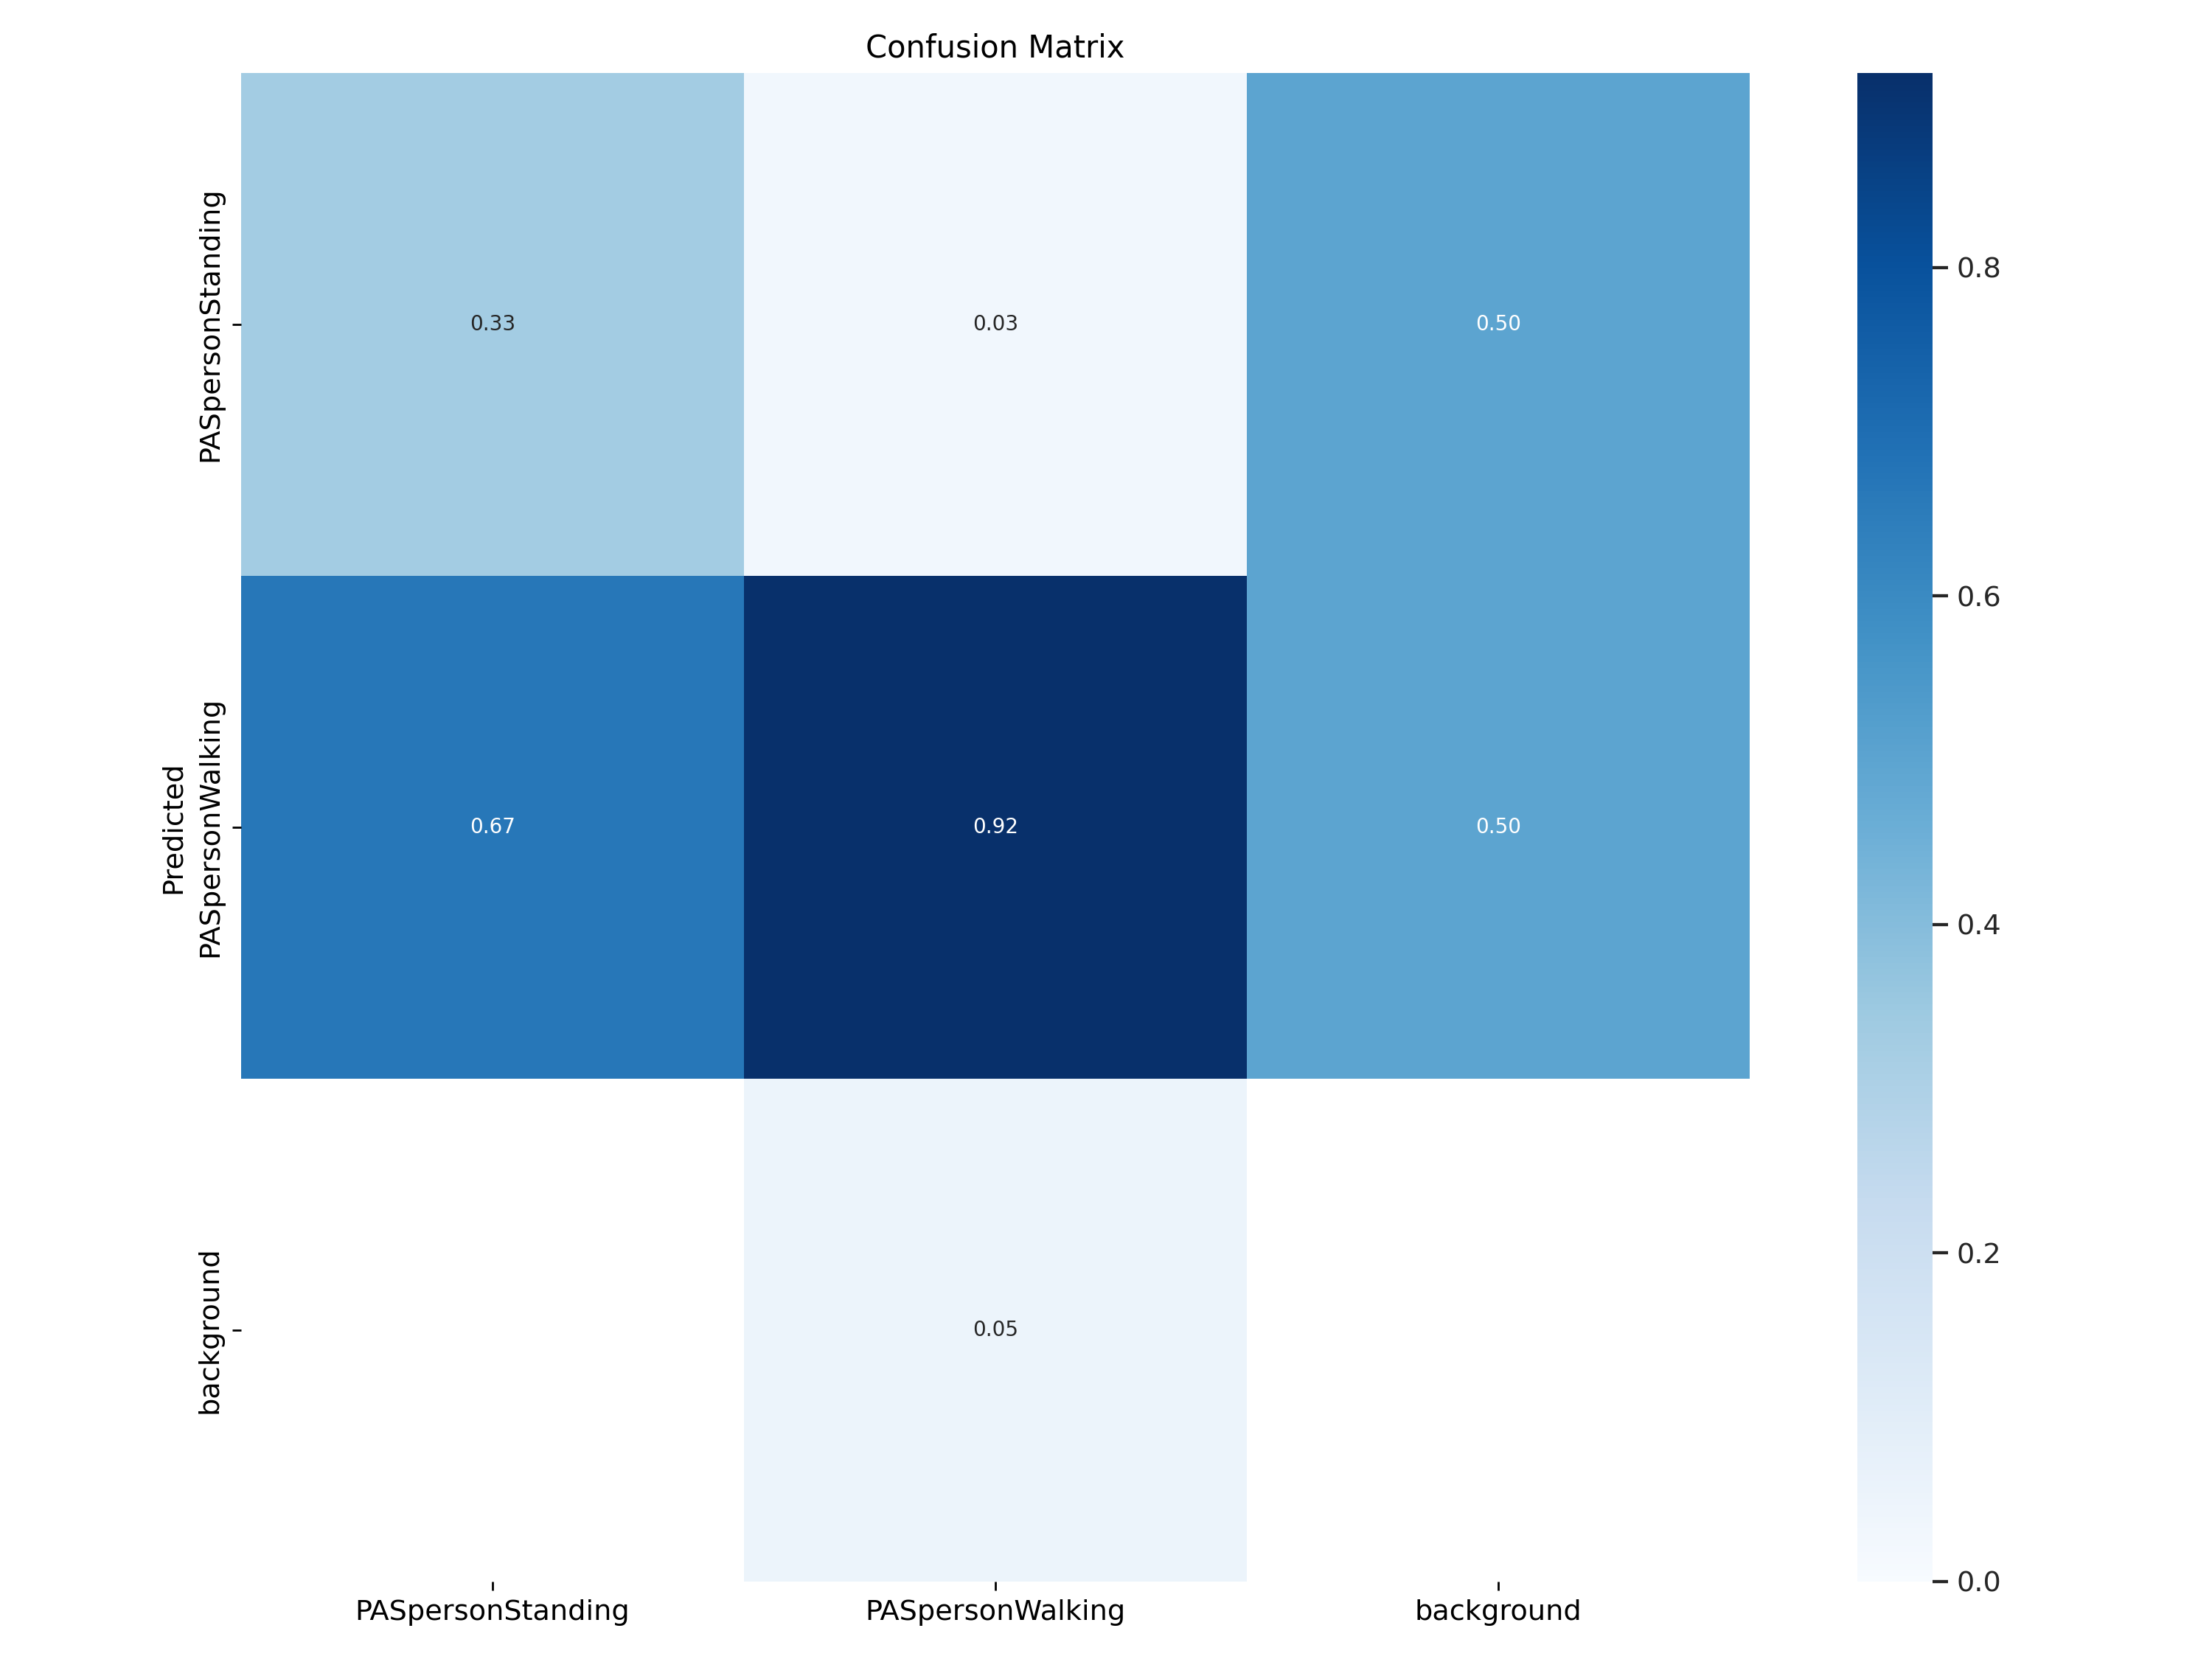 Confusion Matrix
PASpersonStanding
0.33 0.03 0.50
Predicted
PASpersonWalking
0.67 0.92 0.50
background
0.05
PASpersonStanding PASpersonWalking background
0.8
0.6
0.4
0.2
0.0